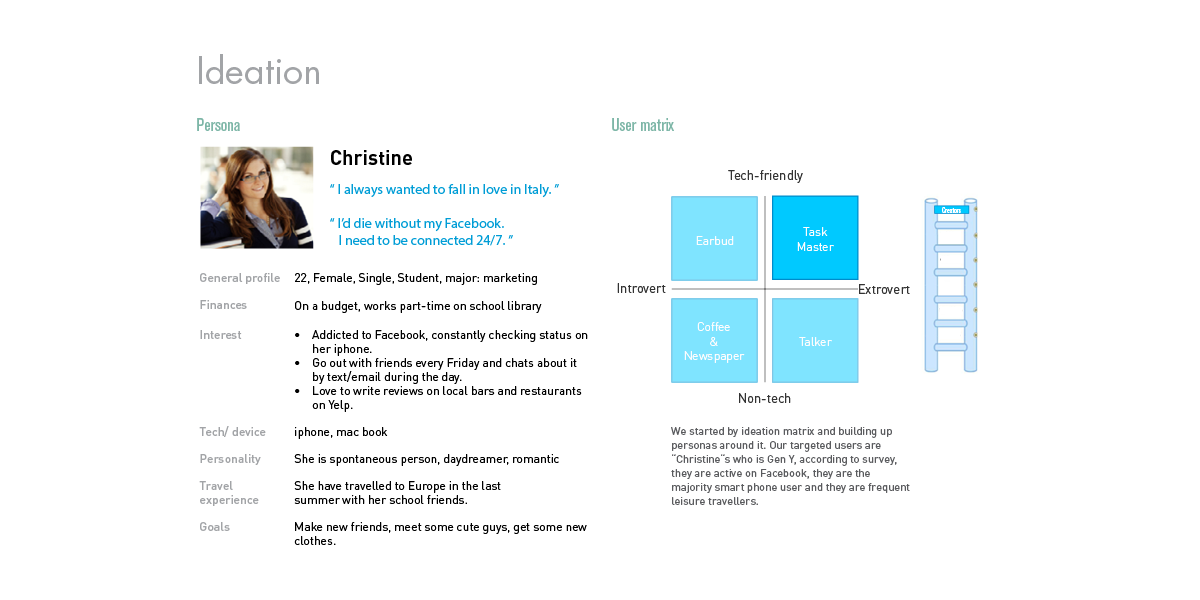 Ideation
Persona
Christine
“ I always wanted to fall in love in Italy. ”
“ I’d die without my Facebook.
I need to be connected 24/7. ”
General profile 22, Female, Single, Student, major: marketing
Finances On a budget, works part-time on school library
Interest • Addicted to Facebook, constantly checking status on
her iphone.
• Go out with friends every Friday and chats about it
by text/email during the day.
• Love to write reviews on local bars and restaurants
on Yelp.
Tech/ device iphone, mac book
Personality She is spontaneous person, daydreamer, romantic
Travel She have travelled to Europe in the last
experience summer with her school friends.
Goals Make new friends, meet some cute guys, get some new
clothes.
User matrix
Tech-friendly
Earbud
Task
Master
Introvert
Extrovert
Coffee
&
Newspaper
Talker
Non-tech
Creators
We started by ideation matrix and building up
personas around it. Our targeted users are
“Christine“s who is Gen Y, according to survey,
they are active on Facebook, they are the
majority smart phone user and they are frequent
leisure travellers.